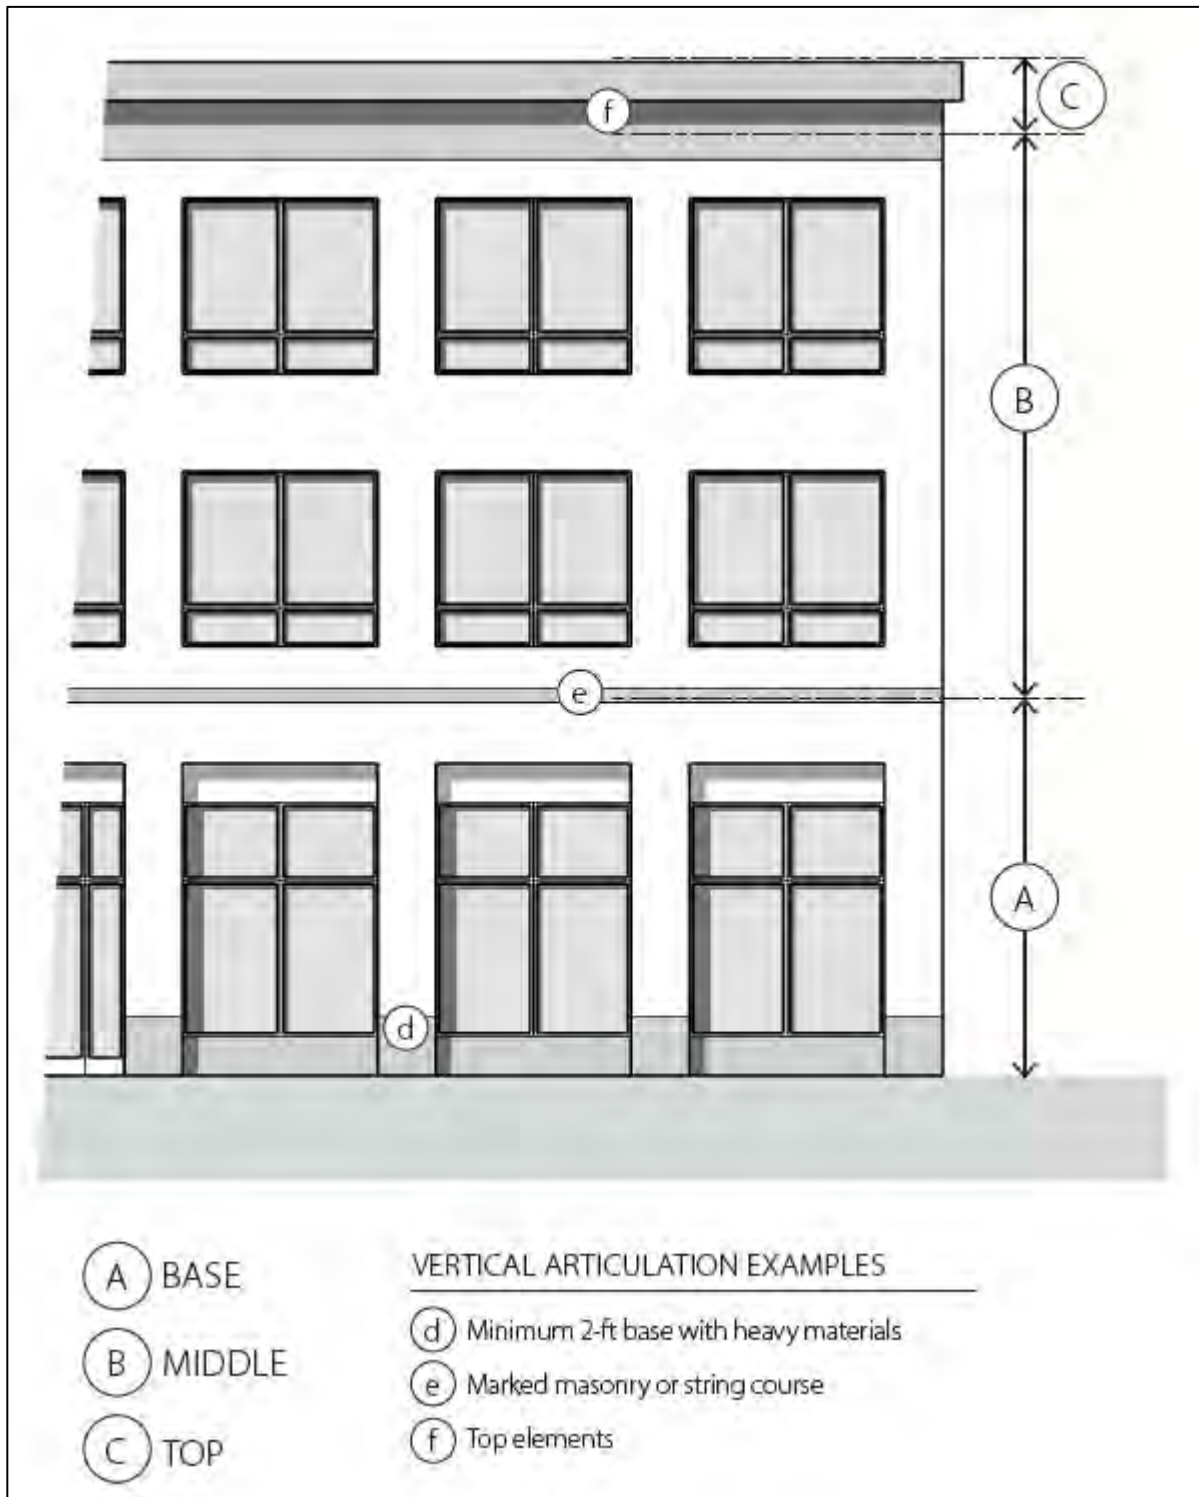 C
f
B
e
A
d
A BASE
B MIDDLE
C TOP
VERTICAL ARTICULATION EXAMPLES
d Minimum 2-ft base with heavy materials
e Marked masonry or string course
f Top elements